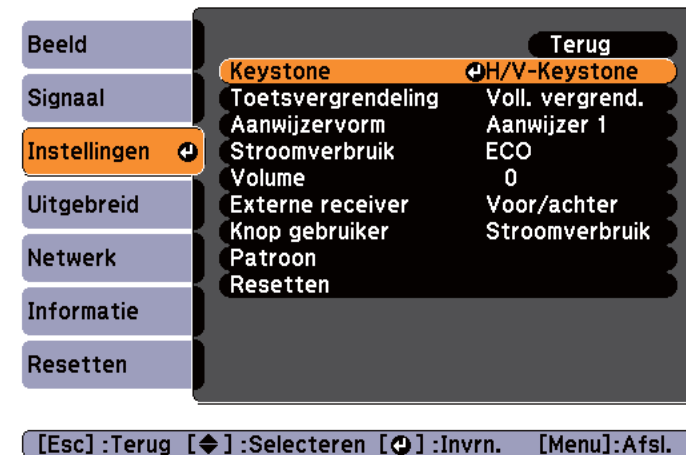 Beeld
Signaal
Instellingen
Uitgebreid
Netwerk
Informatie
Resetten
Terug
Keystone H/V-Keystone
Toetsvergrendeling Voll. vergrend.
Aanwijzervorm Aanwijzer 1
Stroomverbruik ECO
Volume 0
Externe receiver Voor/achter
Knop gebruiker Stroomverbruik
Patroon
Resetten
[Esc] :Terug [◆] :Selecteren [⏎] :Invrn. [Menu]:Afsl.